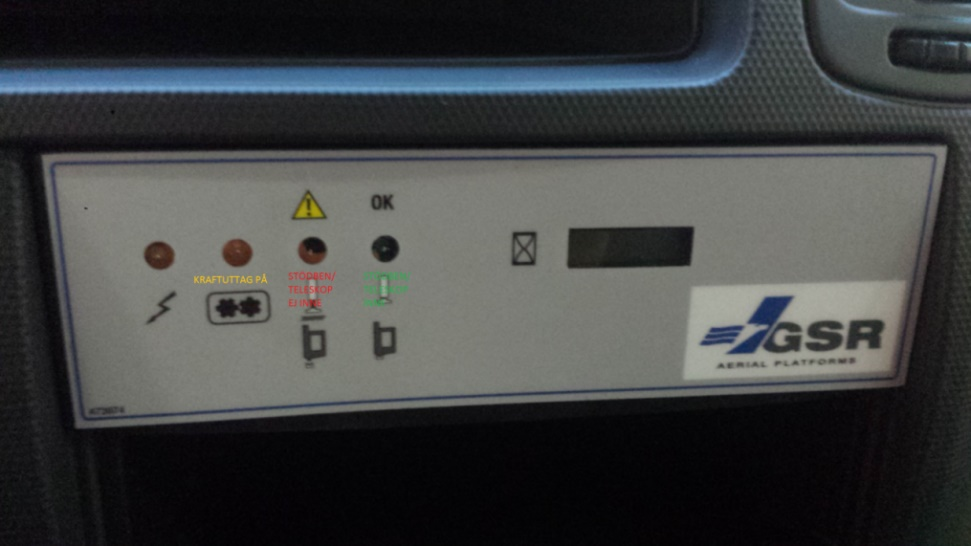 OK
KRAFTUTTAG PÅ
STÖDBEN/
TELESKOP
EJ INNE
GSR
AERIAL PLATFORMS